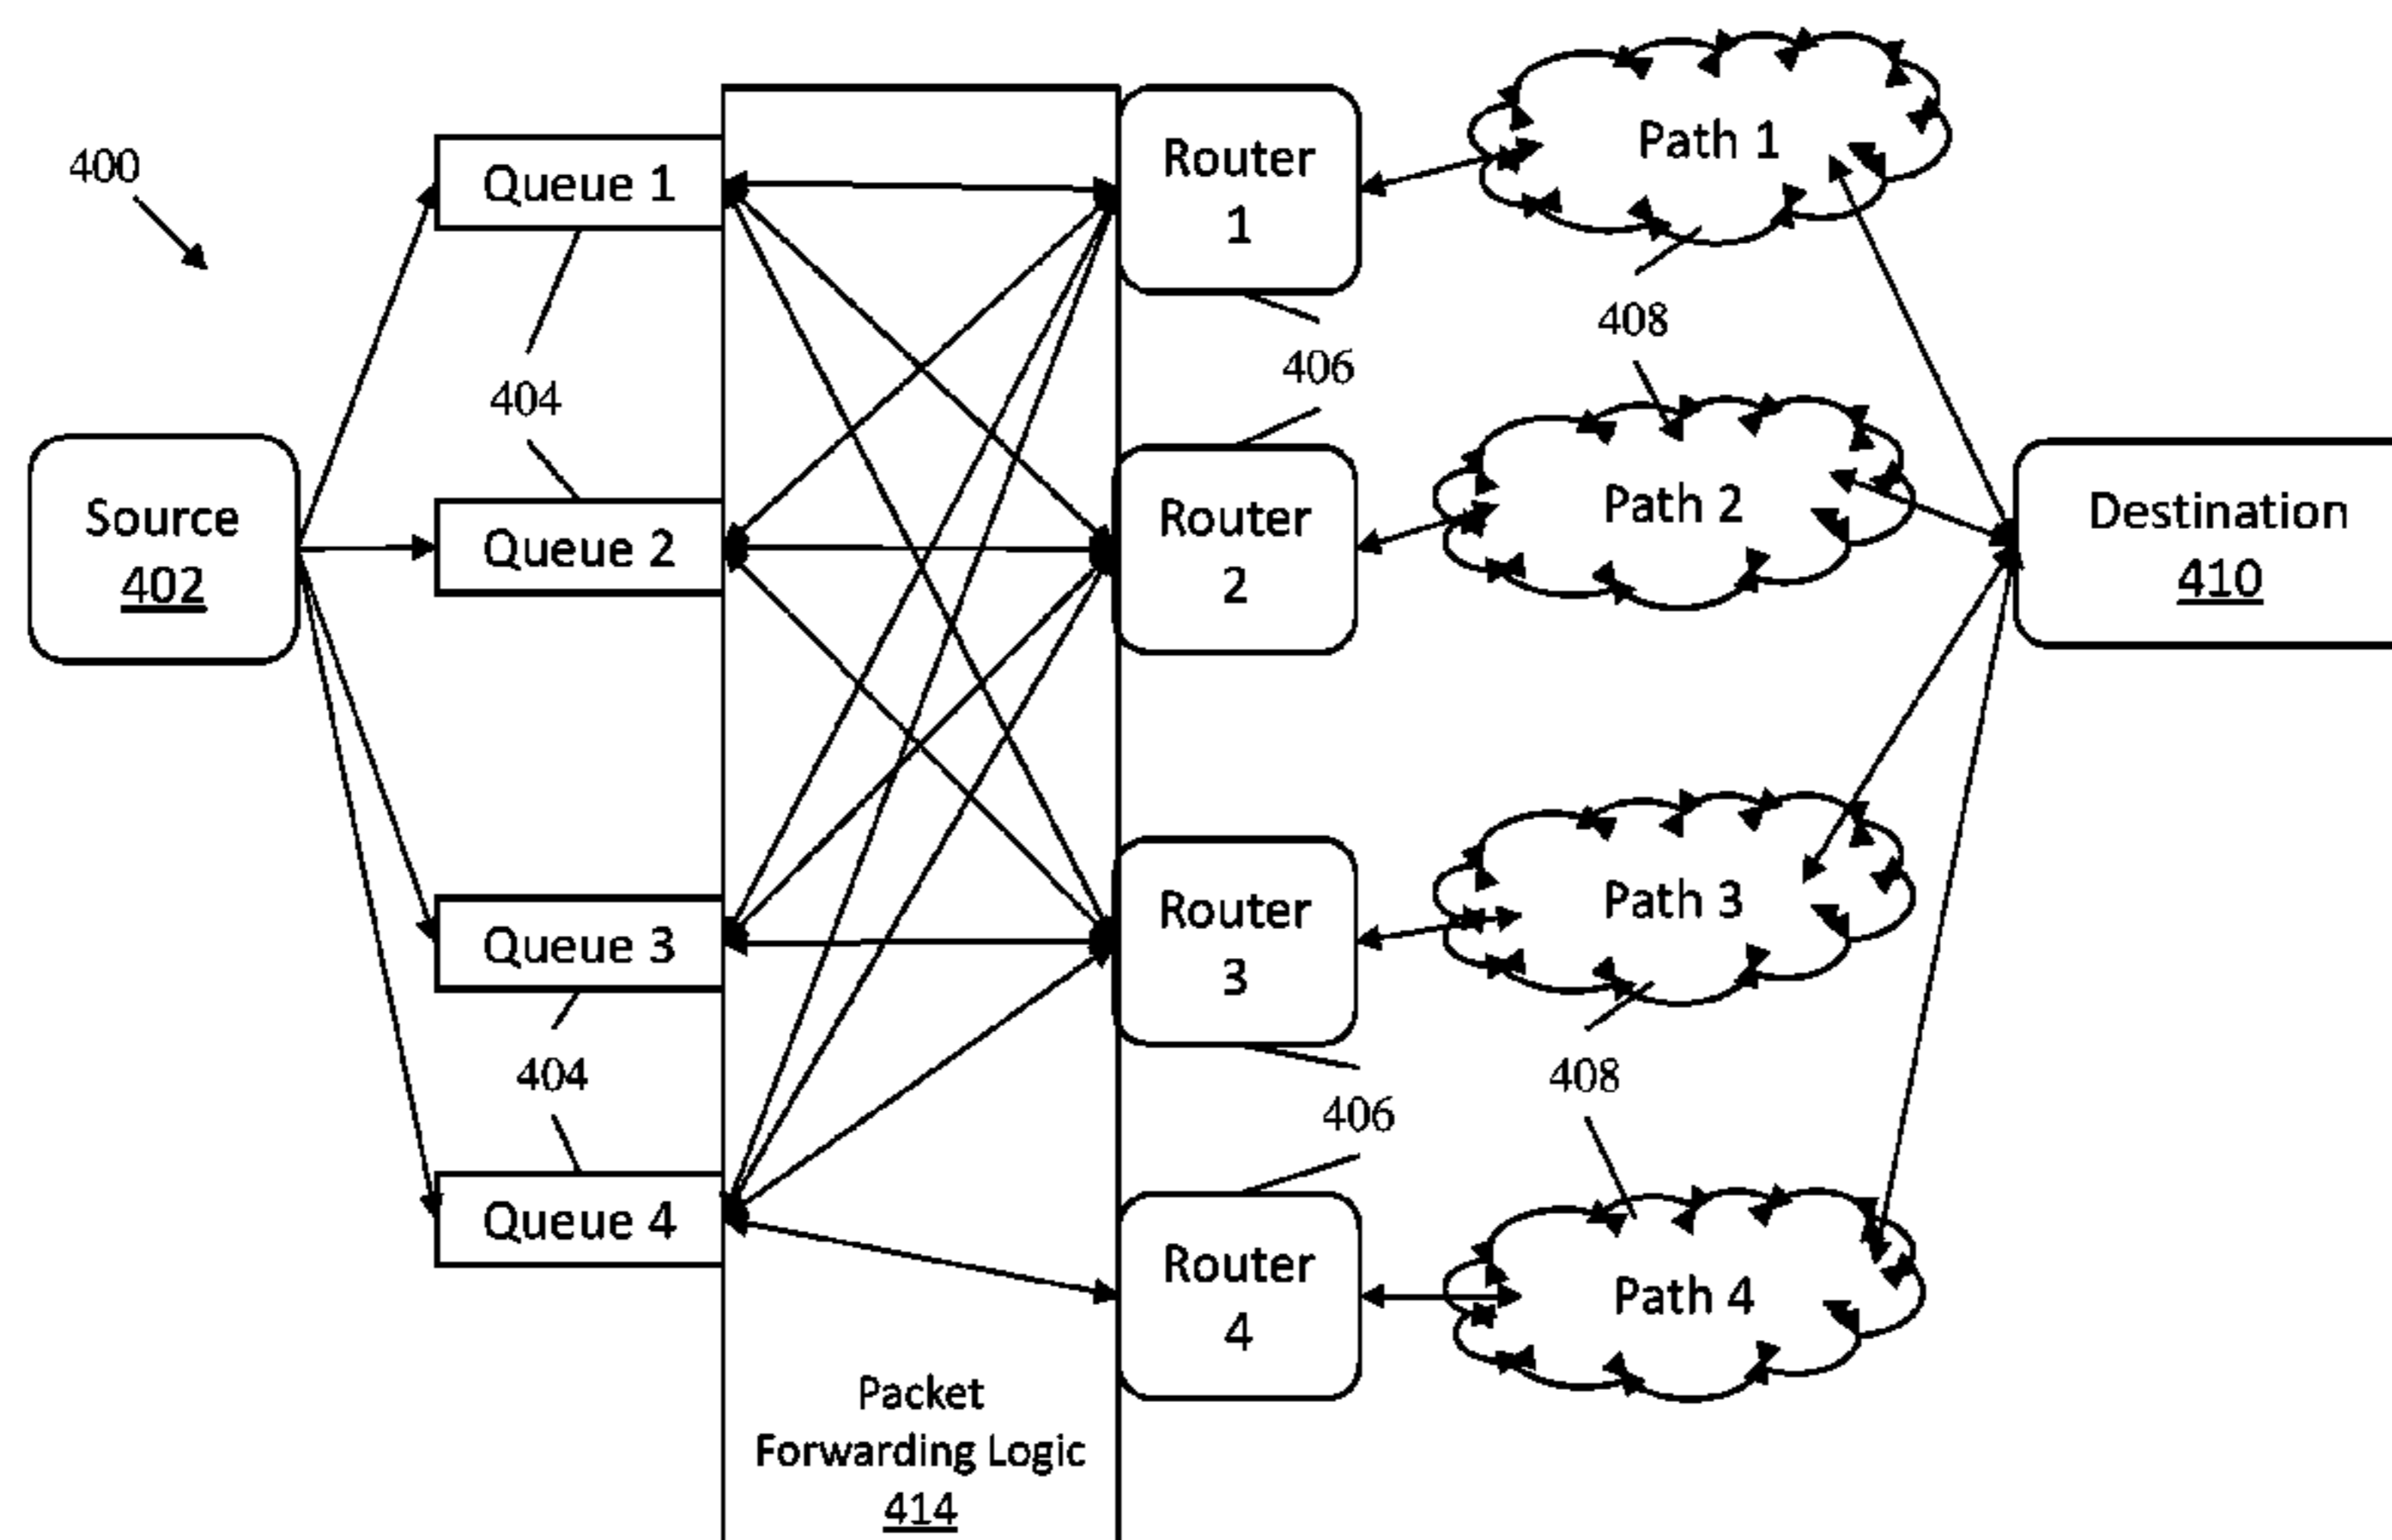 400
Source
402
Queue 1
404
Queue 2
Queue 3
404
Queue 4
Packet
Forwarding Logic
414
Router
1
406
Router
2
Router
3
406
Router
4
Path 1
408
Path 2
Path 3
408
Path 4
Destination
410